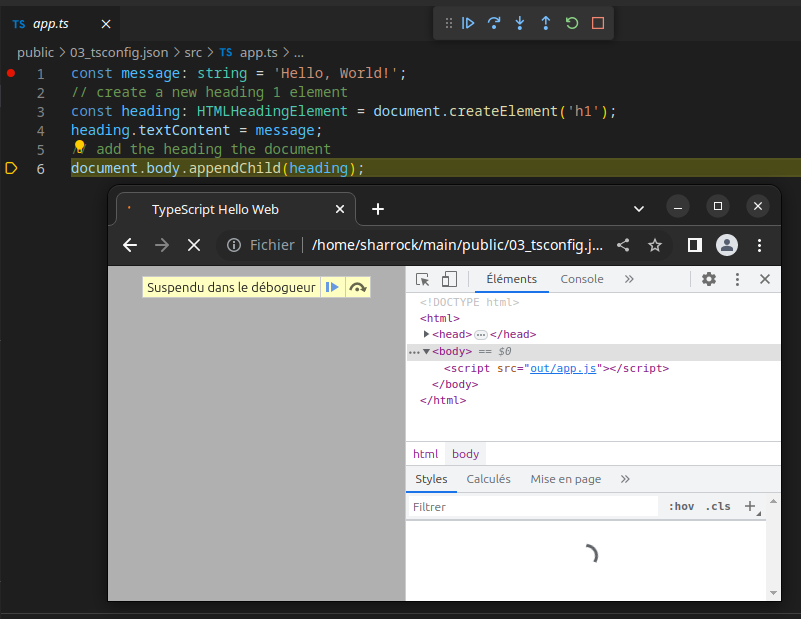 TS app.ts
public > 03_tsconfig.json > src > TS app.ts > ...
1 const message: string = 'Hello, World!';
2 // create a new heading 1 element
3 const heading: HTMLHeadingElement = document.createElement('h1');
4 heading.textContent = message;
5 // add the heading the document
6 document.body.appendChild(heading);
TypeScript Hello Web
Fichier | /home/sharrock/main/public/03_tsconfig.j...
Suspendu dans le débogueur
Éléments Console »
<!DOCTYPE html>
<html>
<head>…</head>
<body> == $0
<script src="out/app.js"></script>
</body>
</html>
html body
Styles Calculés Mise en page »
Filtrer :hov .cls +